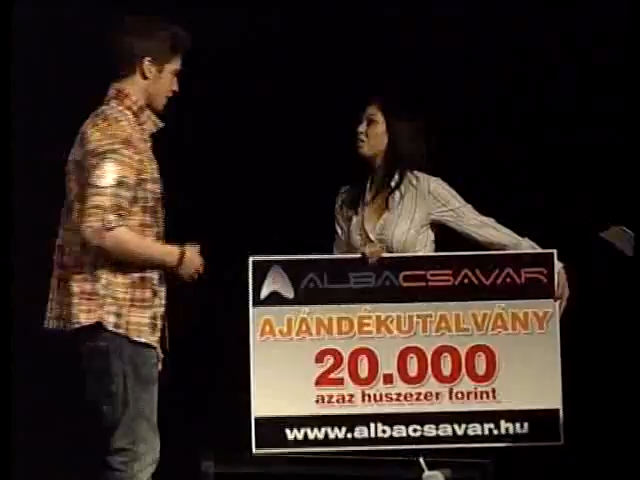 ALBACSAVAR
AJÁNDÉKUTALVÁNY
20.000
azaz húszezer forint
www.albacsavar.hu